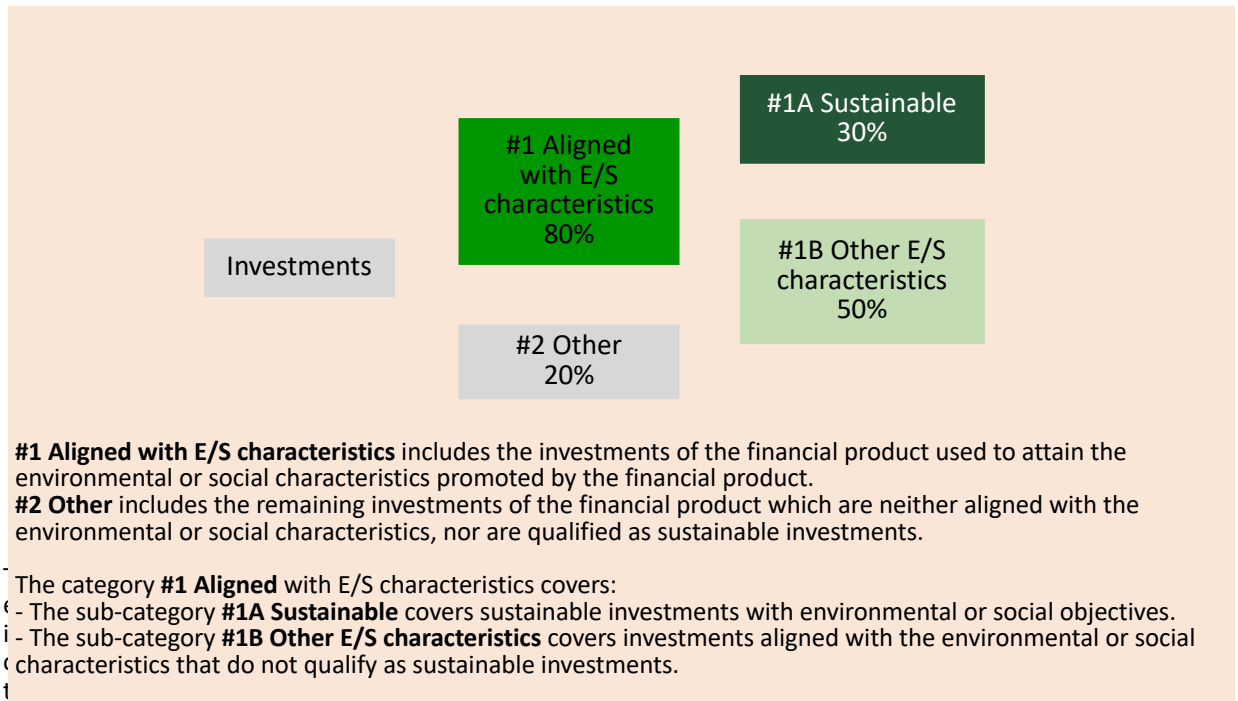 #1A Sustainable
30%
#1 Aligned
with E/S
characteristics
80%
#1B Other E/S
characteristics
50%
Investments
#2 Other
20%
#1 Aligned with E/S characteristics includes the investments of the financial product used to attain the
environmental or social characteristics promoted by the financial product.
#2 Other includes the remaining investments of the financial product which are neither aligned with the
environmental or social characteristics, nor are qualified as sustainable investments.
The category #1 Aligned with E/S characteristics covers:
- The sub-category #1A Sustainable covers sustainable investments with environmental or social objectives.
- The sub-category #1B Other E/S characteristics covers investments aligned with the environmental or social
characteristics that do not qualify as sustainable investments.